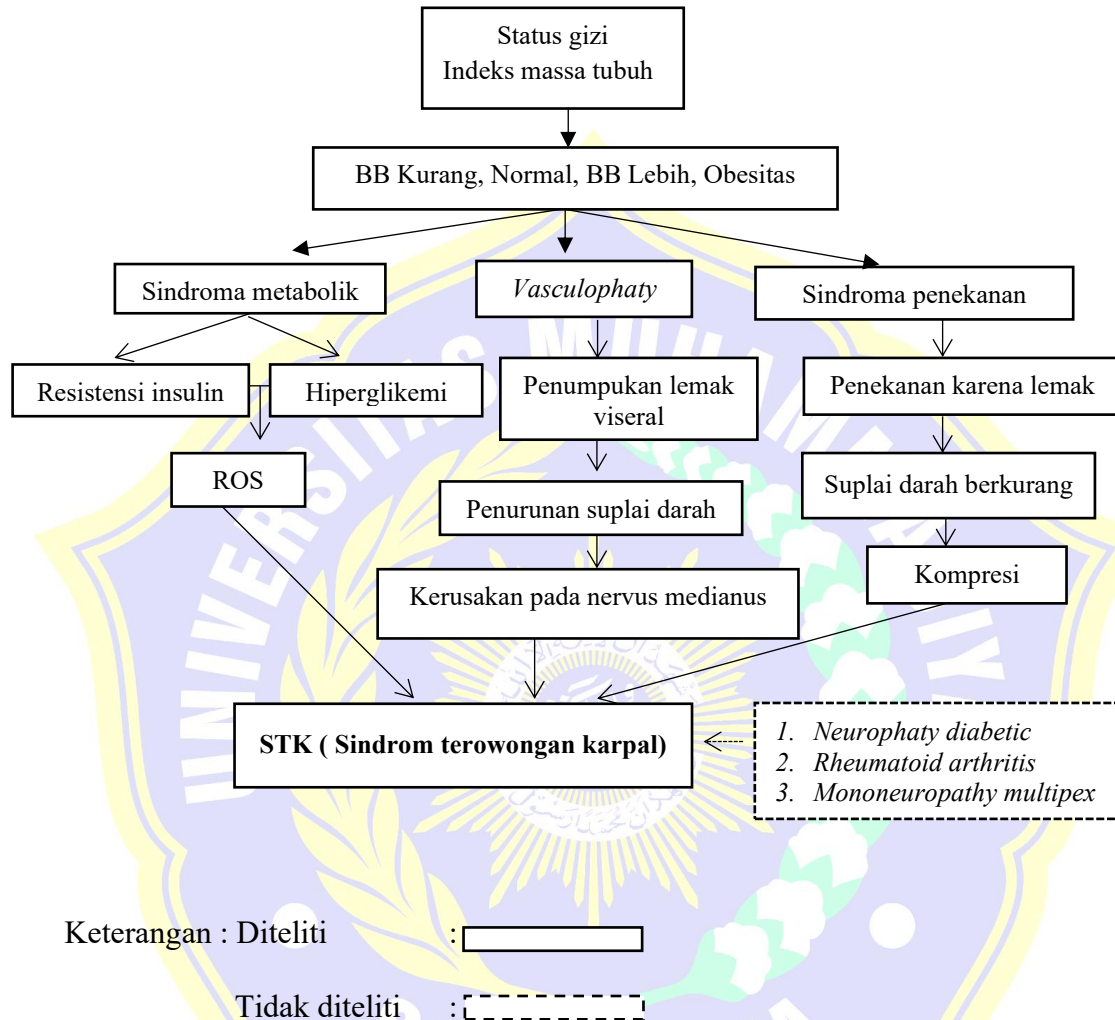 Status gizi
Indeks massa tubuh
BB Kurang, Normal, BB Lebih, Obesitas
Sindroma metabolik
Vasculophaty
Sindroma penekanan
Resistensi insulin
Hiperglikemi
Penumpukan lemak
viseral
Penekanan karena lemak
ROS
Penurunan suplai darah
Suplai darah berkurang
Kerusakan pada nervus medianus
Kompresi
STK ( Sindrom terowongan karpal)
1. Neurophaty diabetic
2. Rheumatoid arthritis
3. Mononeuropathy multipex
Keterangan : Diteliti :
Tidak diteliti :
UNIVERSITAS MUHAMMADIYA